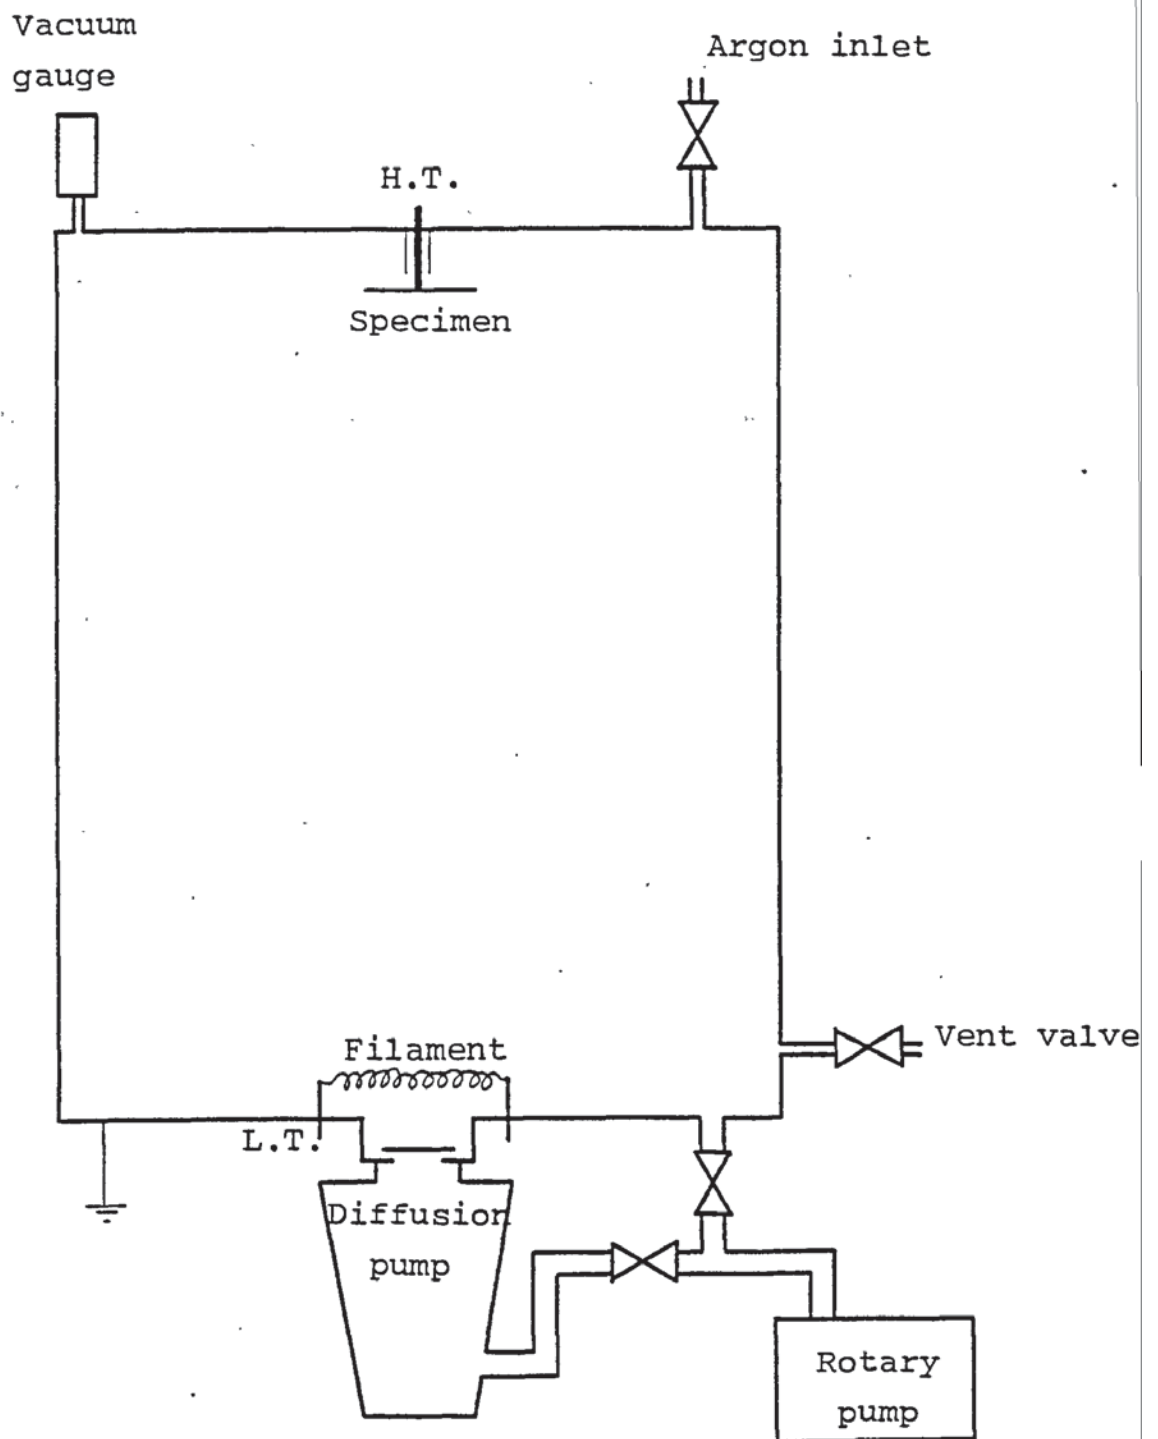 Vacuum
gauge
Argon inlet
H.T.
Specimen
Filament
Vent valve
L.T.
Diffusion
pump
Rotary
pump